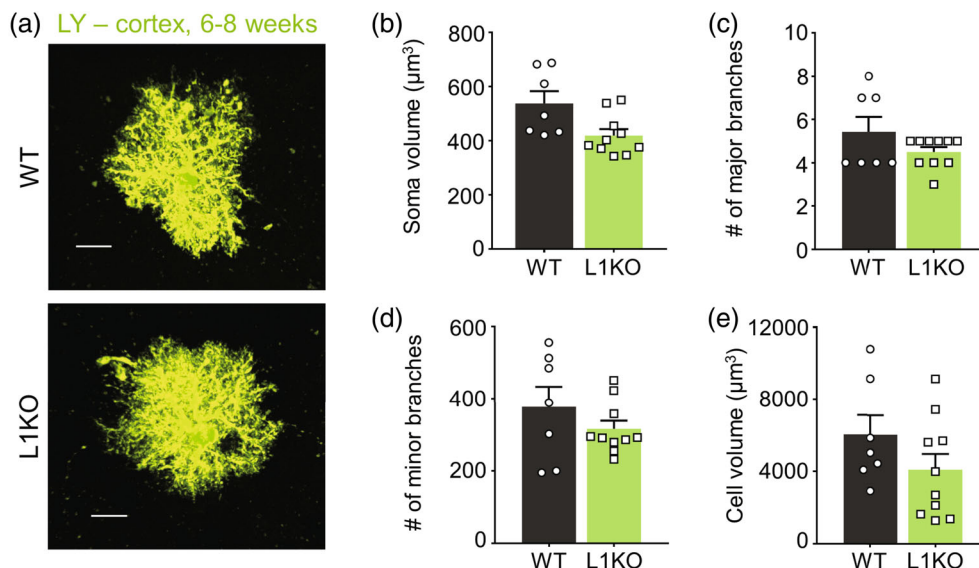 (a) LY – cortex, 6-8 weeks
WT
L1KO
(b)
Soma volume (µm³)
800
600
400
200
0
WT L1KO
(c)
# of major branches
10
8
6
4
2
0
WT L1KO
(d)
# of minor branches
600
400
200
0
WT L1KO
(e)
Cell volume (µm³)
12000
8000
4000
0
WT L1KO